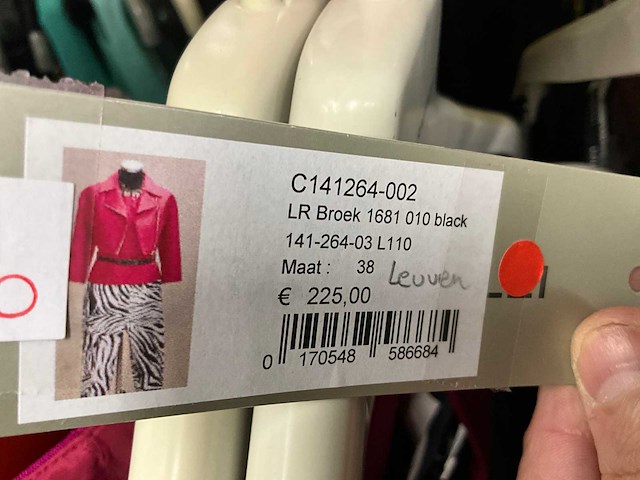 C141264-002
LR Broek 1681 010 black
141-264-03 L110
Maat : 38 Leuven
€ 225,00
0 170548 586684